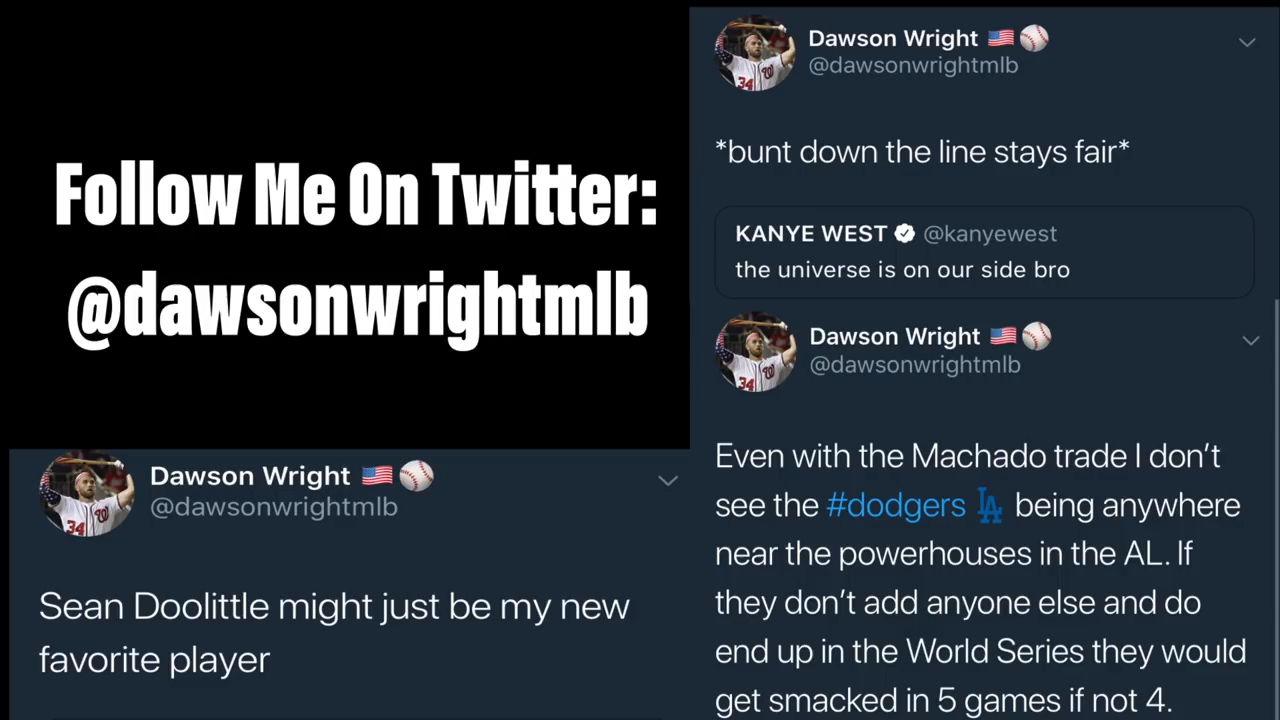 Follow Me On Twitter:
@dawsonwrightmlb
Dawson Wright 🇺🇸⚾
@dawsonwrightmlb
*bunt down the line stays fair*
KANYE WEST @kanyewest
the universe is on our side bro
Dawson Wright 🇺🇸⚾
@dawsonwrightmlb
Even with the Machado trade I don't
see the #dodgers LA being anywhere
near the powerhouses in the AL. If
they don't add anyone else and do
end up in the World Series they would
get smacked in 5 games if not 4.
Dawson Wright 🇺🇸⚾
@dawsonwrightmlb
Sean Doolittle might just be my new
favorite player
34
34
34